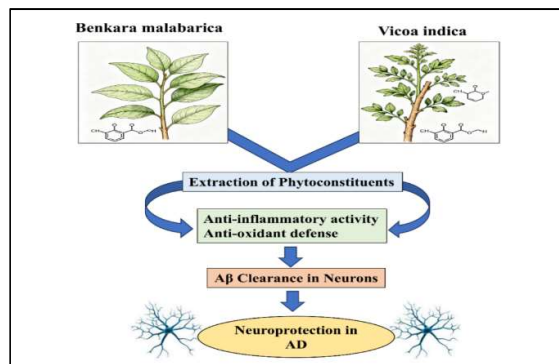 Benkara malabarica
Vicoa indica
Extraction of Phytoconstituents
Anti-inflammatory activity
Anti-oxidant defense
Aβ Clearance in Neurons
Neuroprotection in
AD